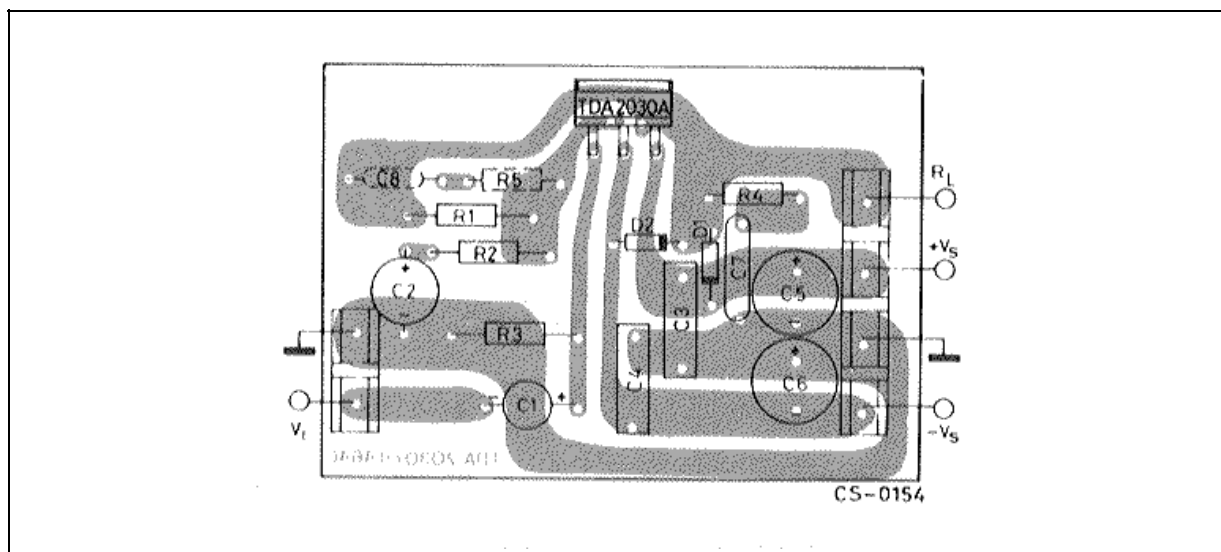 TDA2030A
C8
R5
R4
RL
R1
D2
D1
R2
+VS
C2
C7
C5
C3
R3
C4
C6
C1
Vi
-VS
CS-0154